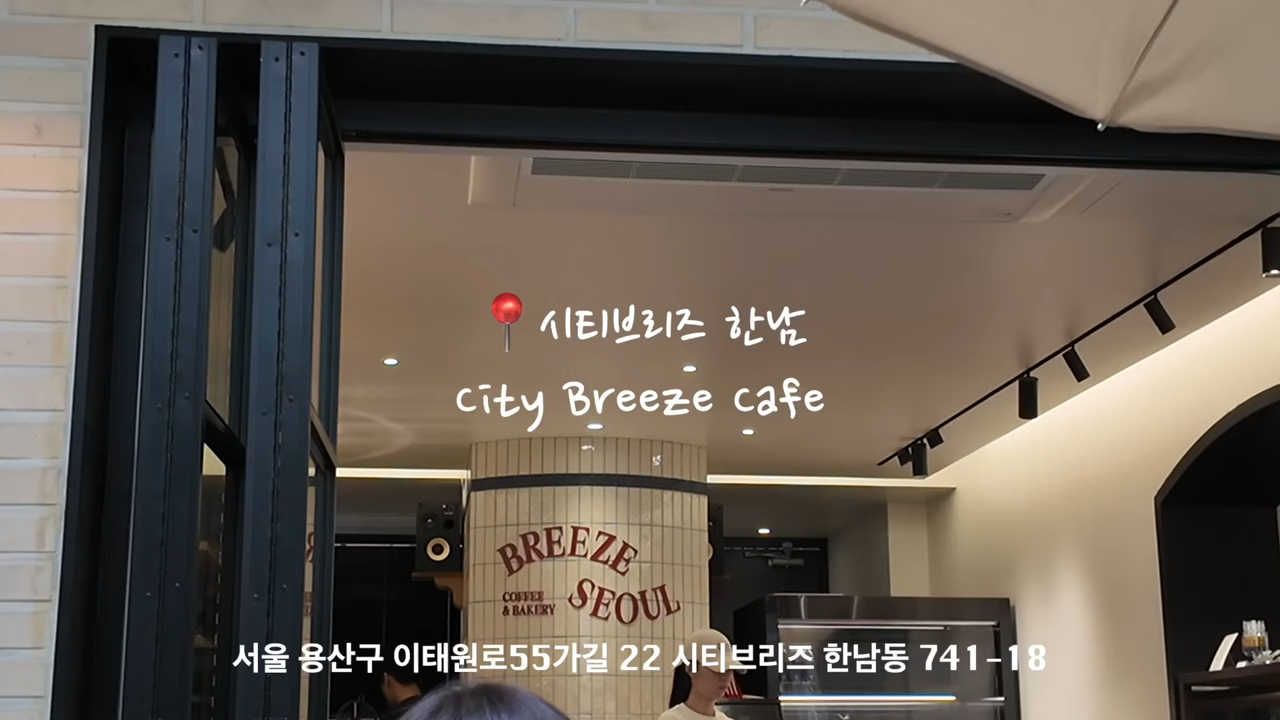 📍시티브리즈 한남
City Breeze Cafe
BREEZE
SEOUL
COFFEE
& BAKERY
서울 용산구 이태원로55가길 22 시티브리즈 한남동 741-18